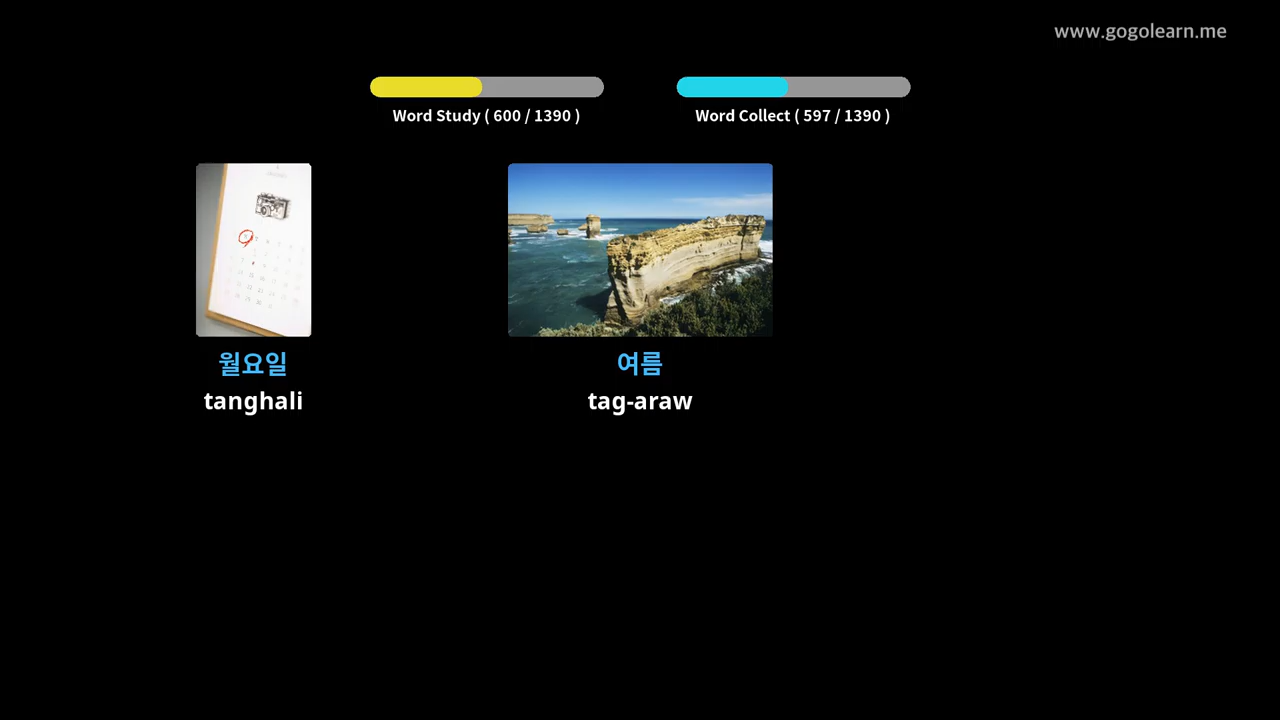 www.gogolearn.me
Word Study ( 600 / 1390 )
Word Collect ( 597 / 1390 )
월요일
tanghali
여름
tag-araw